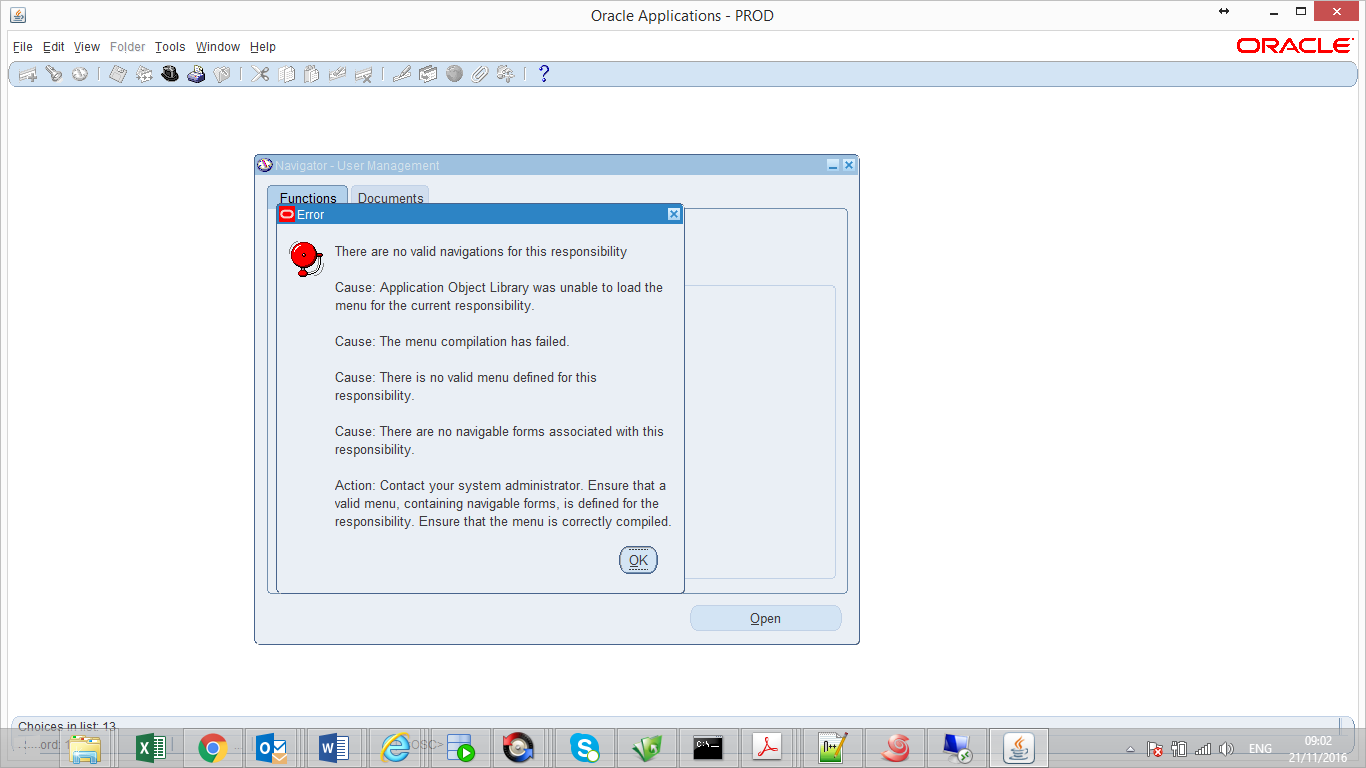 Oracle Applications - PROD
File Edit View Folder Tools Window Help
ORACLE
Navigator - User Management
Functions Documents
Error
There are no valid navigations for this responsibility
Cause: Application Object Library was unable to load the
menu for the current responsibility.
Cause: The menu compilation has failed.
Cause: There is no valid menu defined for this
responsibility.
Cause: There are no navigable forms associated with this
responsibility.
Action: Contact your system administrator. Ensure that a
valid menu, containing navigable forms, is defined for the
responsibility. Ensure that the menu is correctly compiled.
OK
Open
Choices in list: 13
OSC>
ENG
09:02
21/11/2016